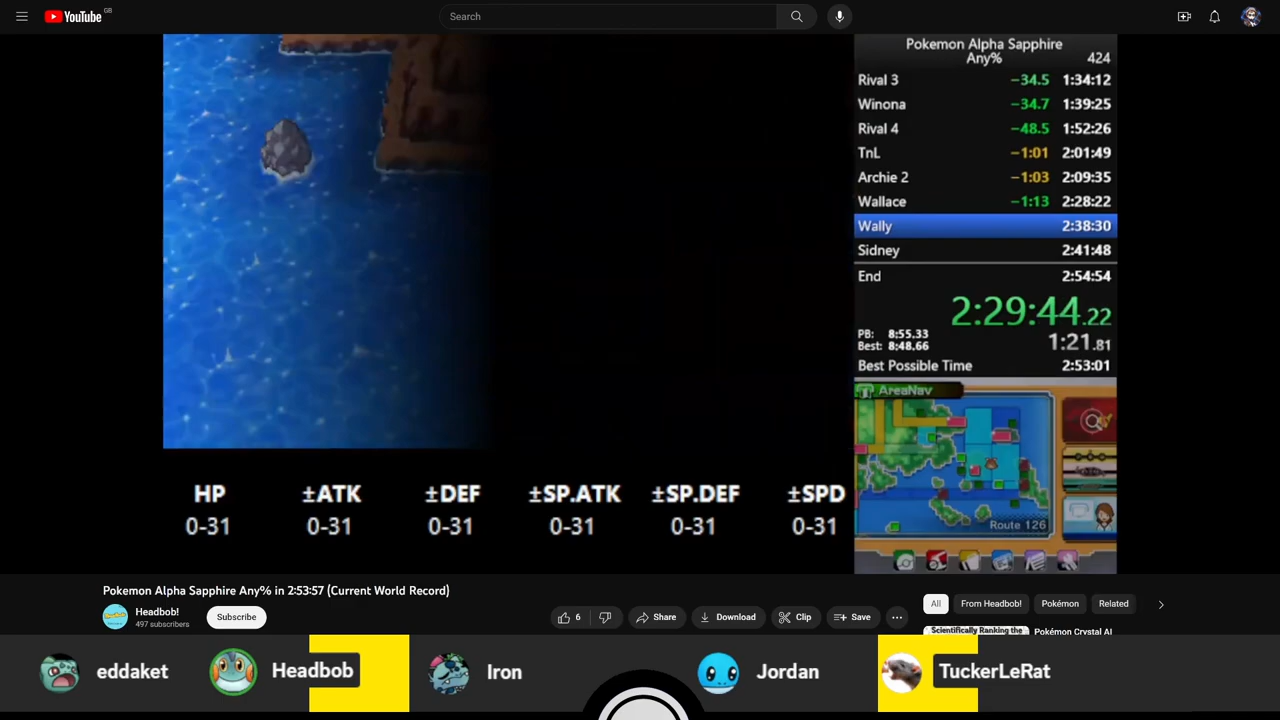 YouTube GB
Search
Pokemon Alpha Sapphire
Any% 424
Rival 3 −34.5 1:34:12
Winona −34.7 1:39:25
Rival 4 −48.5 1:52:26
TnL −1:01 2:01:49
Archie 2 −1:03 2:09:35
Wallace −1:13 2:28:22
Wally 2:38:30
Sidney 2:41:48
End 2:54:54
2:29:44.22
PB: 8:55.33
Best: 8:48.66
1:21.81
Best Possible Time 2:53:01
AreaNav
Route 126
HP ±ATK ±DEF ±SP.ATK ±SP.DEF ±SPD
0-31 0-31 0-31 0-31 0-31 0-31
Pokemon Alpha Sapphire Any% in 2:53:57 (Current World Record)
Headbob!
497 subscribers
Subscribe
6
Share
Download
Clip
Save
All
From Headbob!
Pokémon
Related
Scientifically Ranking the
Pokémon Crystal AI
eddaket Headbob Iron Jordan TuckerLeRat